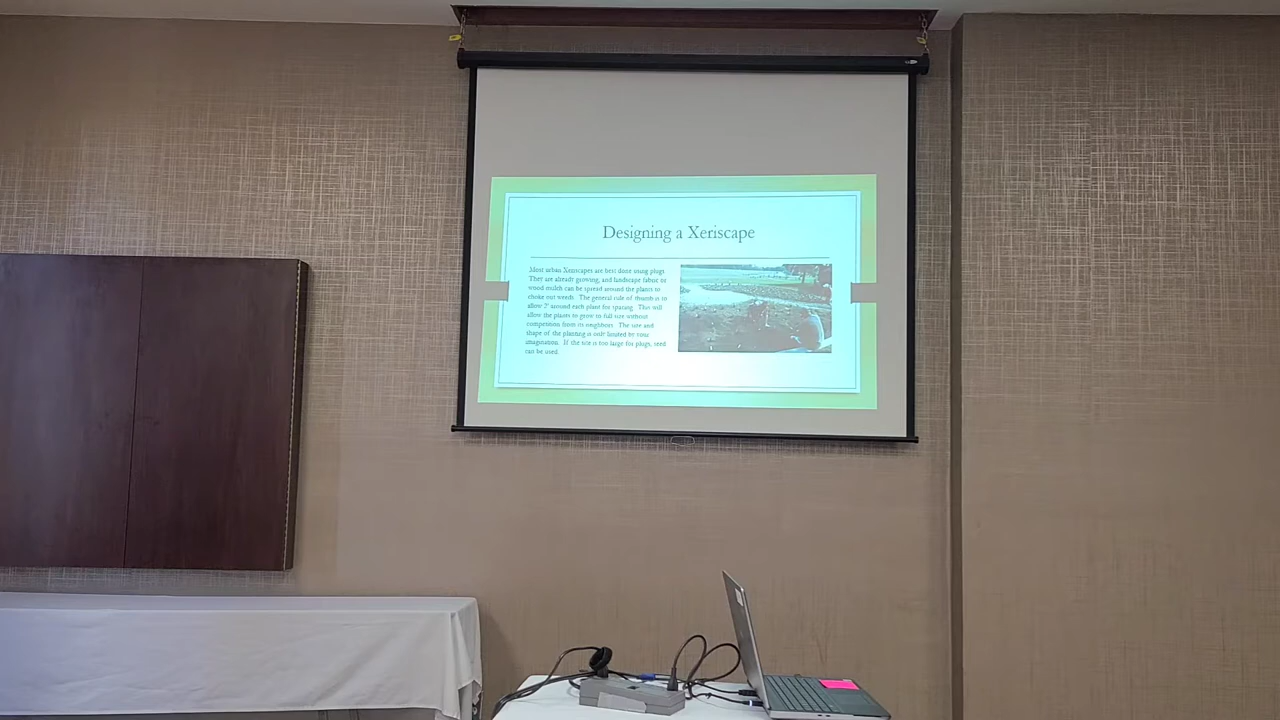 Designing a Xeriscape
Most urban Xeriscapes are best done using plugs.
They are already growing, and landscape fabric or
wood mulch can be spread around the plants to
choke out weeds. The general rule of thumb is to
allow 2' around each plant for spacing. This will
allow the plants to grow to full size without
competition from its neighbors. The size and
shape of the planting is only limited by your
imagination. If the site is too large for plugs, seed
can be used.